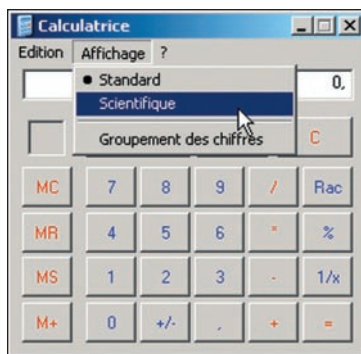 Calculatrice
Edition Affichage ?
Standard
0,
Scientifique
Groupement des chiffres
C
MC 7 8 9 / Rac
MR 4 5 6 * %
MS 1 2 3 - 1/x
M+ 0 +/- , + =